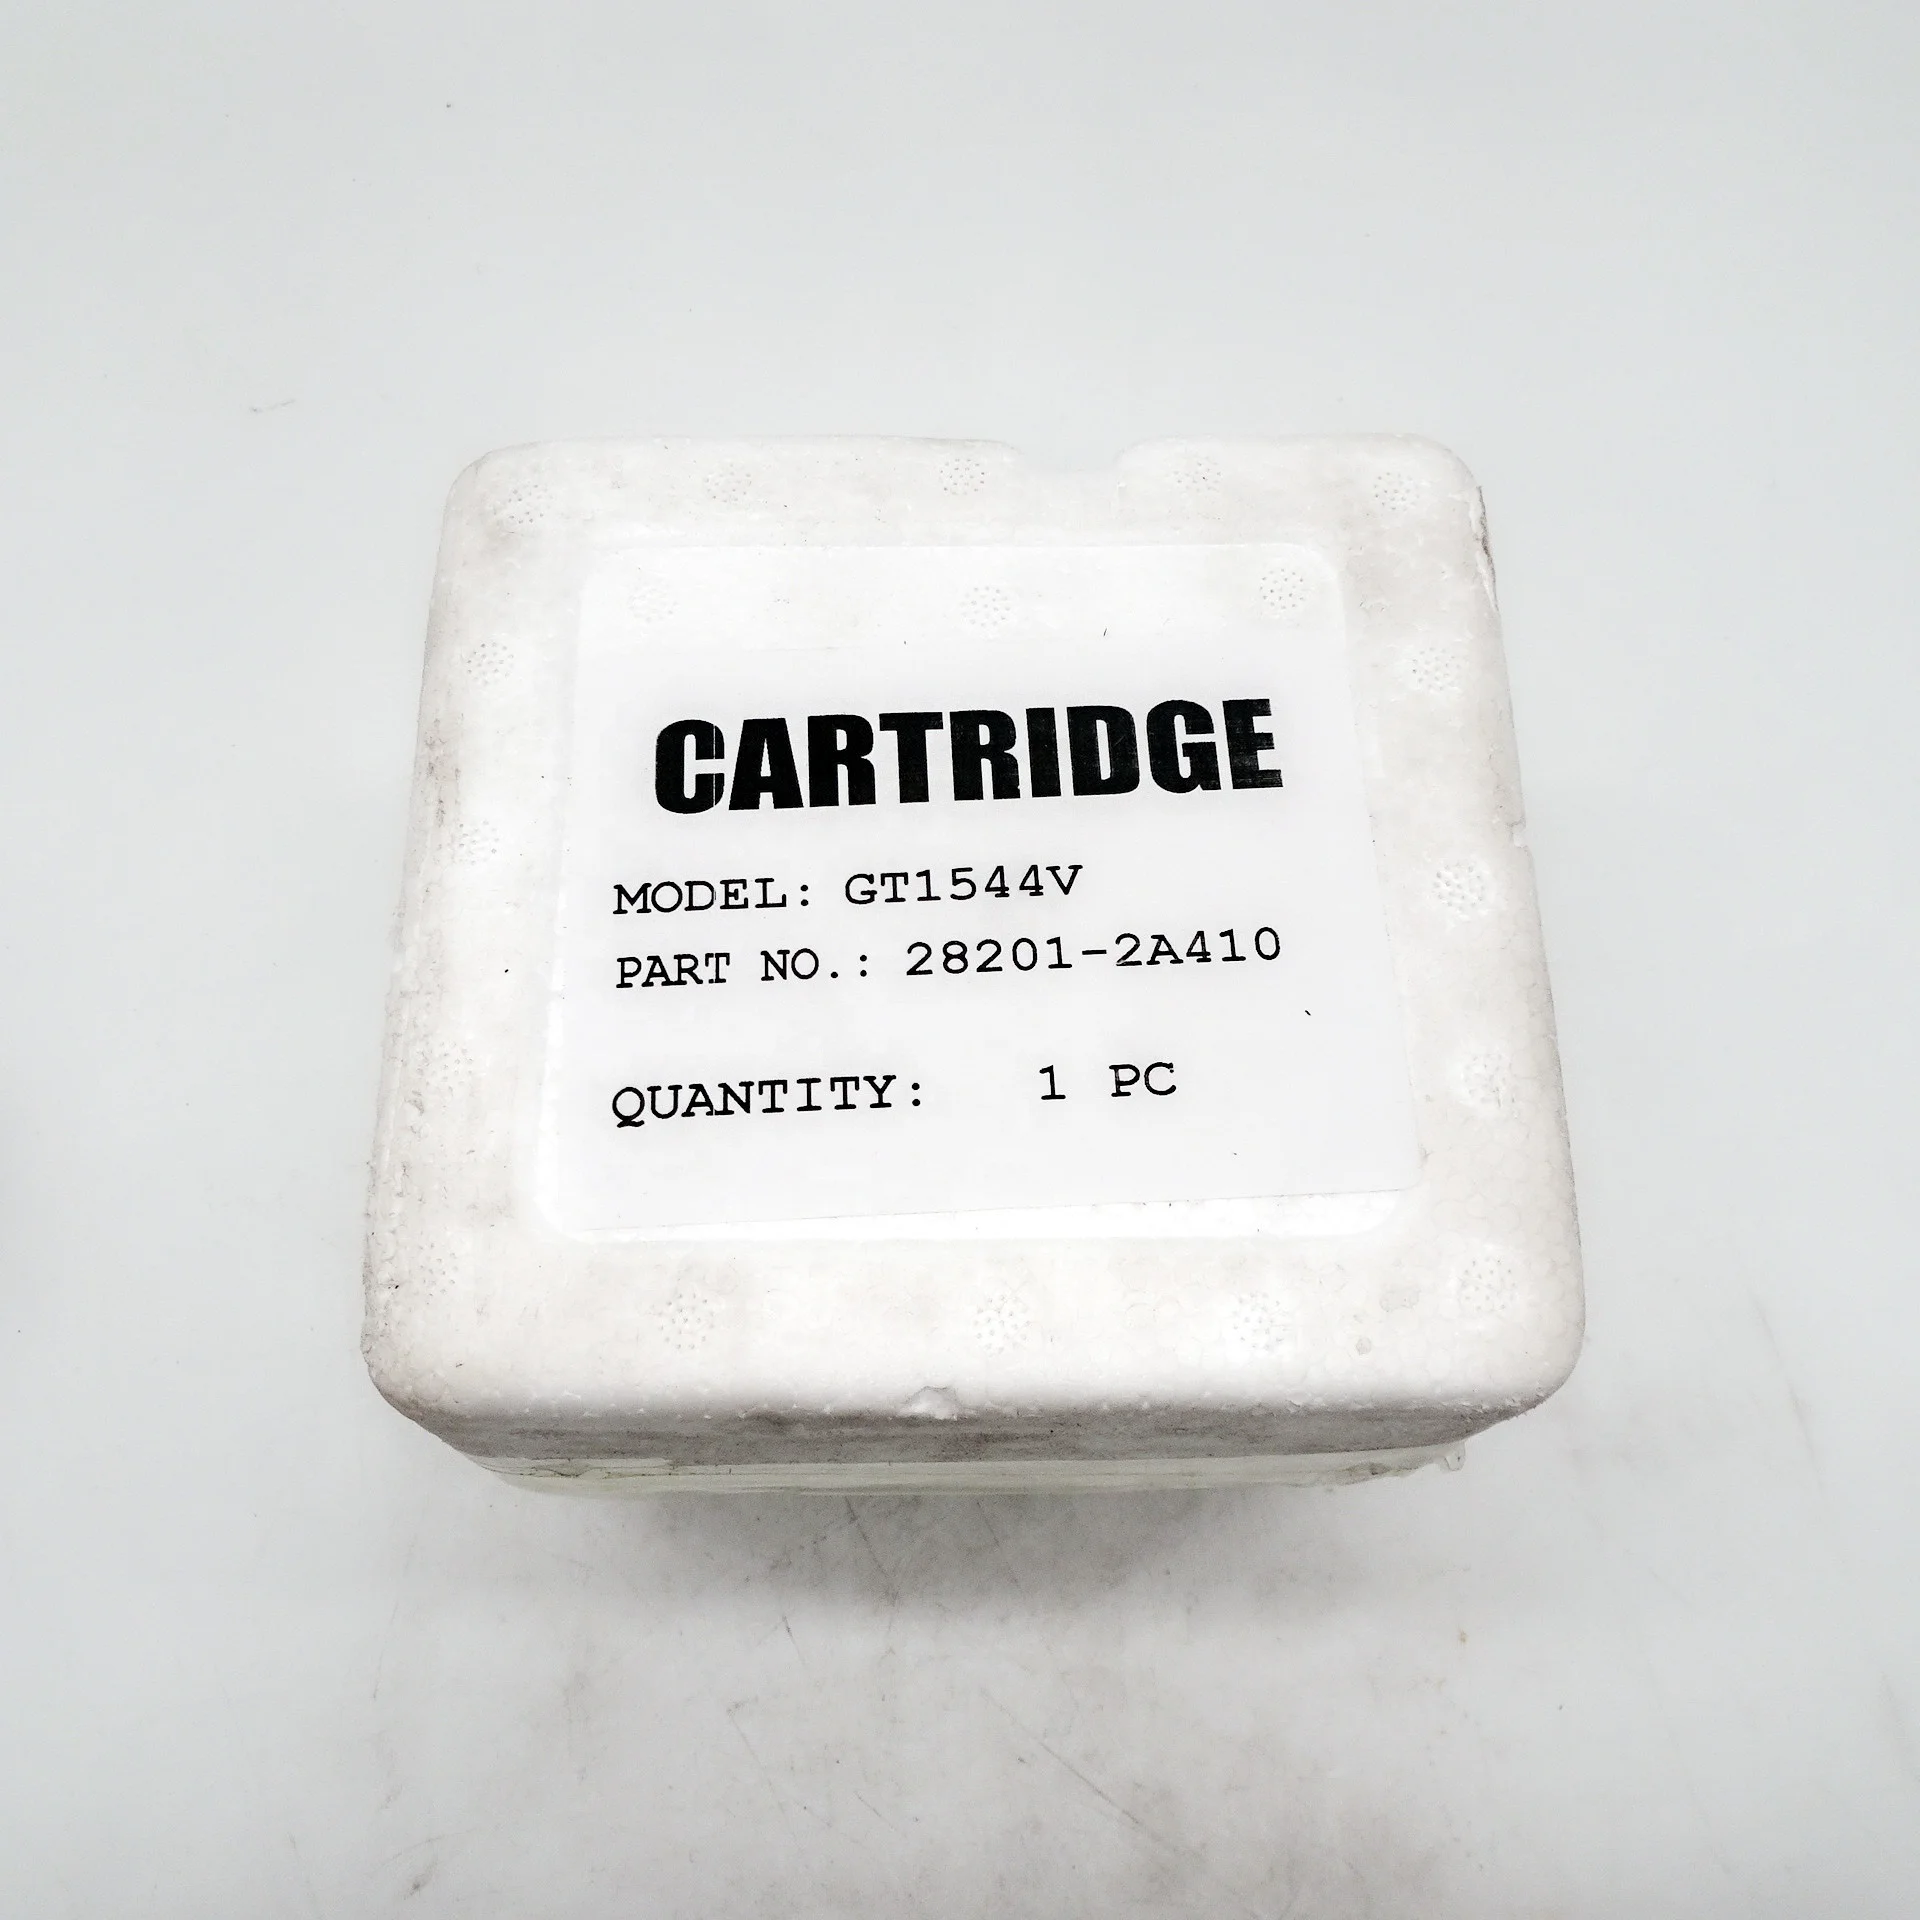 CARTRIDGE
MODEL: GT1544V
PART NO.: 28201-2A410
QUANTITY: 1 PC